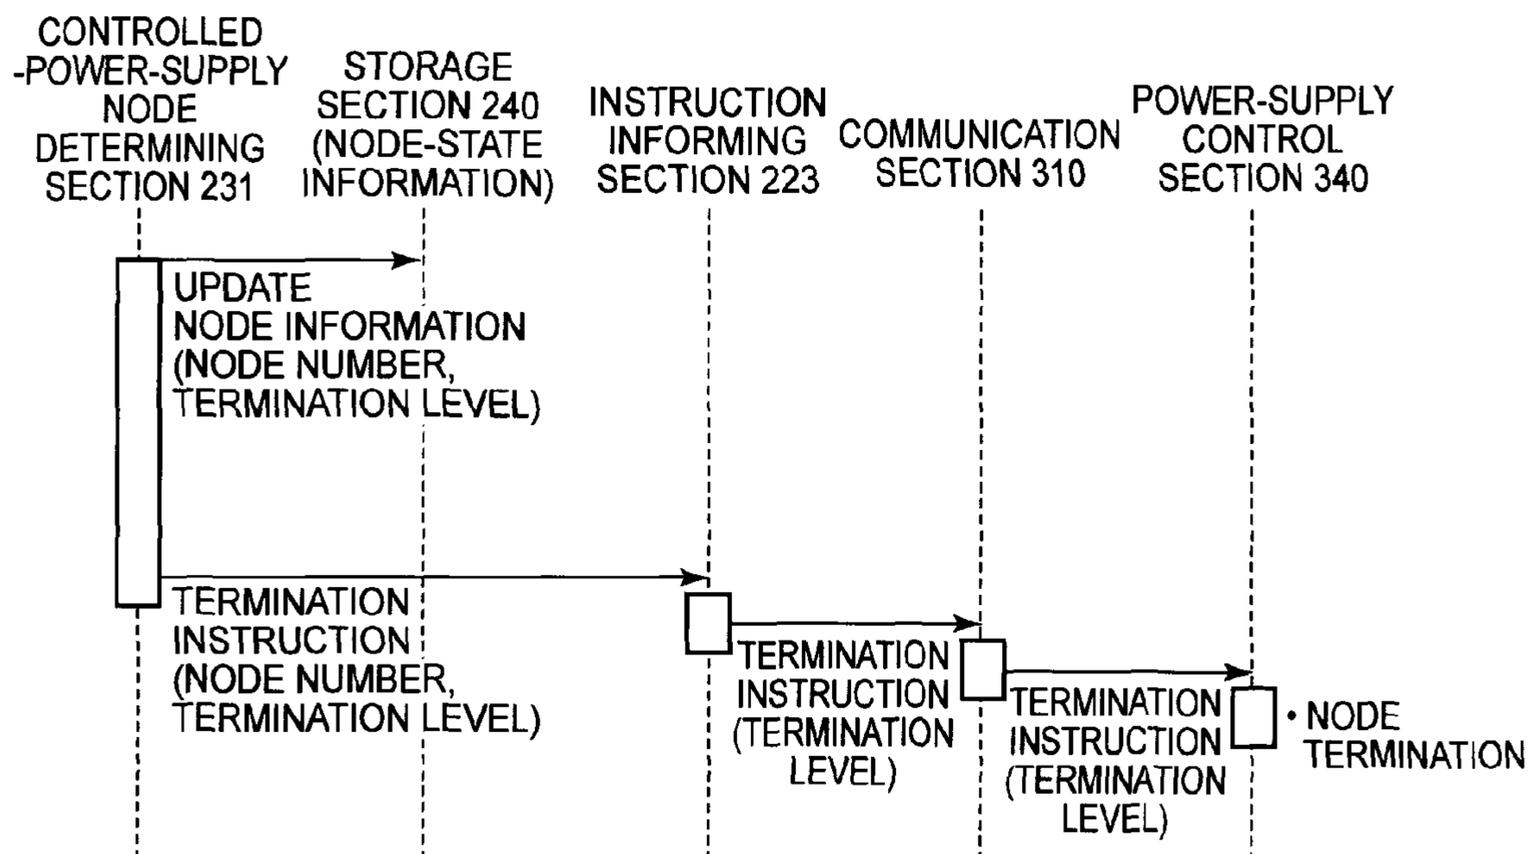 CONTROLLED
-POWER-SUPPLY
NODE
DETERMINING
SECTION 231
STORAGE
SECTION 240
(NODE-STATE
INFORMATION)
INSTRUCTION
INFORMING
SECTION 223
COMMUNICATION
SECTION 310
POWER-SUPPLY
CONTROL
SECTION 340
UPDATE
NODE INFORMATION
(NODE NUMBER,
TERMINATION LEVEL)
TERMINATION
INSTRUCTION
(NODE NUMBER,
TERMINATION LEVEL)
TERMINATION
INSTRUCTION
(TERMINATION
LEVEL)
TERMINATION
INSTRUCTION
(TERMINATION
LEVEL)
• NODE
TERMINATION